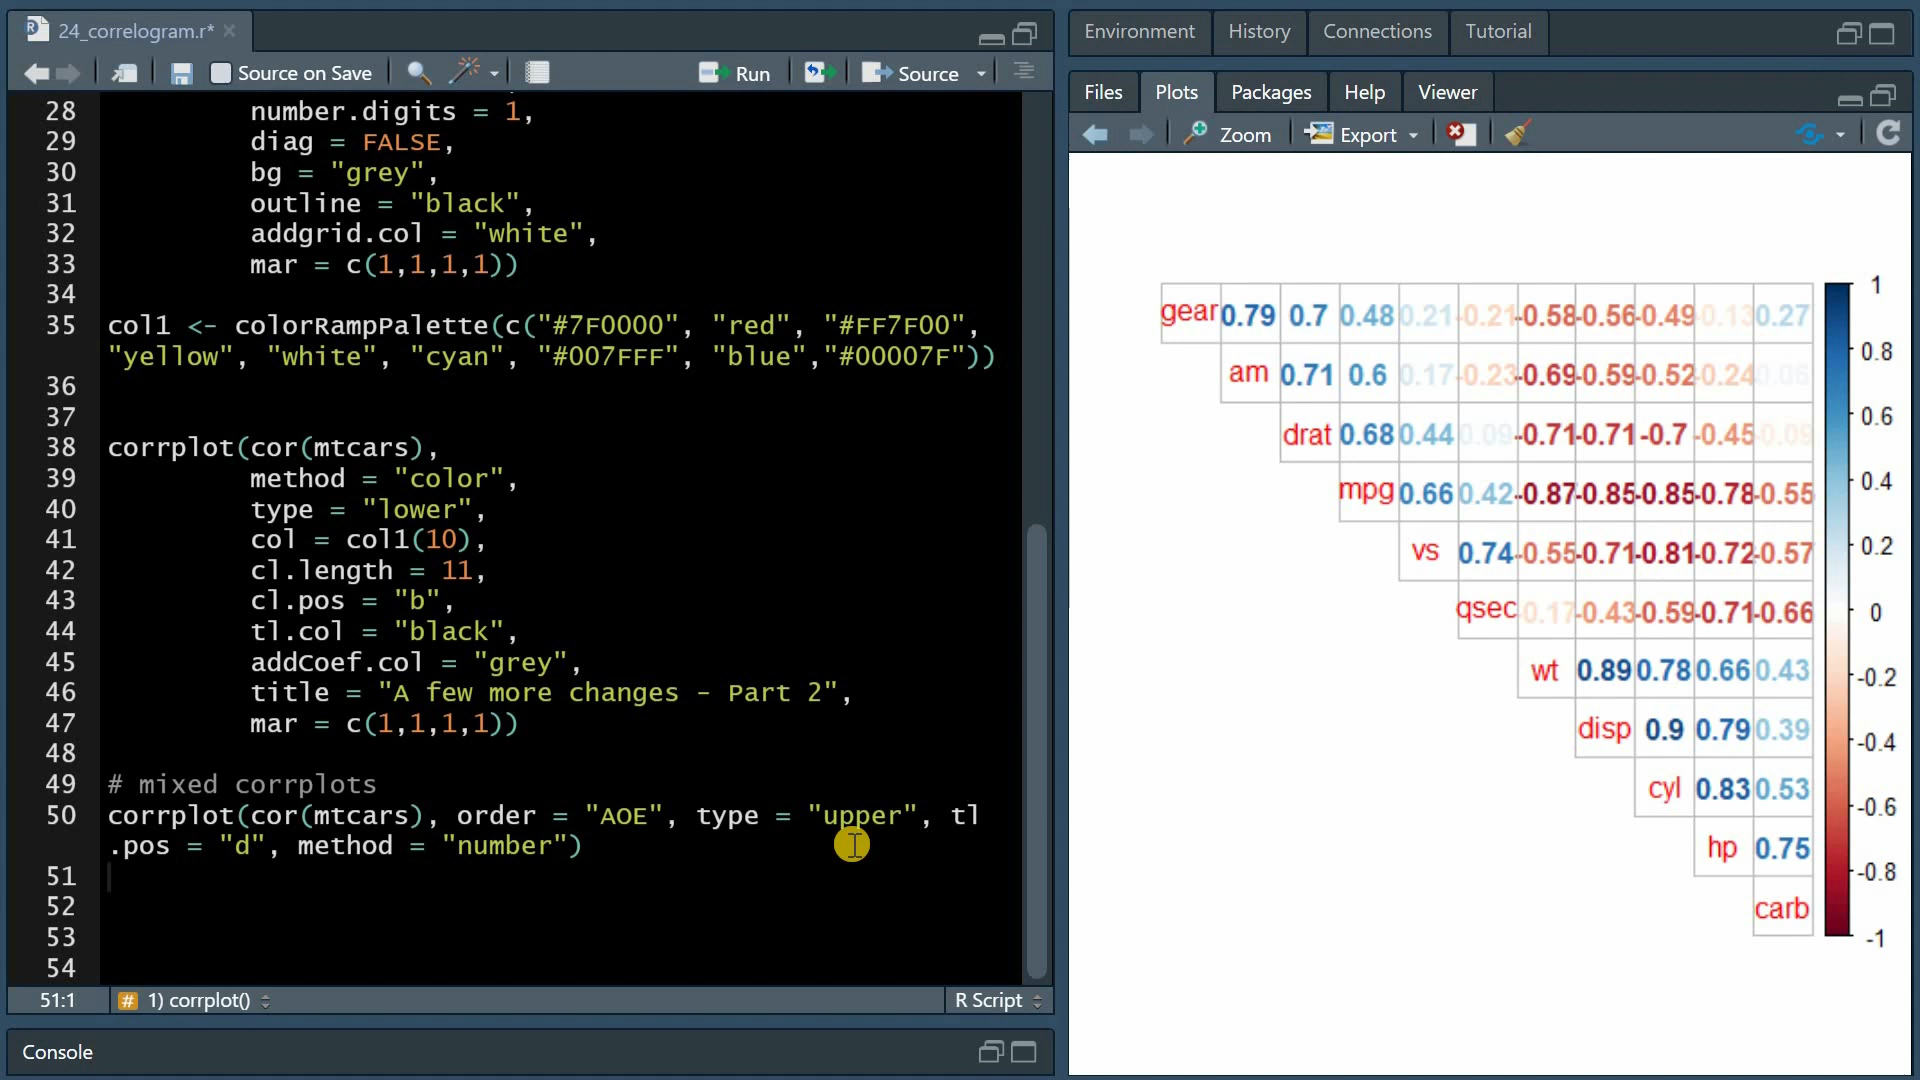 24_correlogram.r*
Source on Save
Run
Source
28 number.digits = 1,
29 diag = FALSE,
30 bg = "grey",
31 outline = "black",
32 addgrid.col = "white",
33 mar = c(1,1,1,1))
34
35 col1 <- colorRampPalette(c("#7F0000", "red", "#FF7F00",
"yellow", "white", "cyan", "#007FFF", "blue","#00007F"))
36
37
38 corrplot(cor(mtcars),
39 method = "color",
40 type = "lower",
41 col = col1(10),
42 cl.length = 11,
43 cl.pos = "b",
44 tl.col = "black",
45 addCoef.col = "grey",
46 title = "A few more changes - Part 2",
47 mar = c(1,1,1,1))
48
49 # mixed corrplots
50 corrplot(cor(mtcars), order = "AOE", type = "upper", tl
.pos = "d", method = "number")
51
52
53
54
51:1 # 1) corrplot() R Script
Console
Environment History Connections Tutorial
Files Plots Packages Help Viewer
Zoom Export
gear 0.79 0.7 0.48 0.21 -0.21 -0.58 -0.56 -0.49 -0.13 0.27
am 0.71 0.6 0.17 -0.23 -0.69 -0.59 -0.52 -0.24 0.06
drat 0.68 0.44 0.09 -0.71 -0.71 -0.7 -0.45 -0.09
mpg 0.66 0.42 -0.87 -0.85 -0.85 -0.78 -0.55
vs 0.74 -0.55 -0.71 -0.81 -0.72 -0.57
qsec -0.17 -0.43 -0.59 -0.71 -0.66
wt 0.89 0.78 0.66 0.43
disp 0.9 0.79 0.39
cyl 0.83 0.53
hp 0.75
carb
1
0.8
0.6
0.4
0.2
0
-0.2
-0.4
-0.6
-0.8
-1